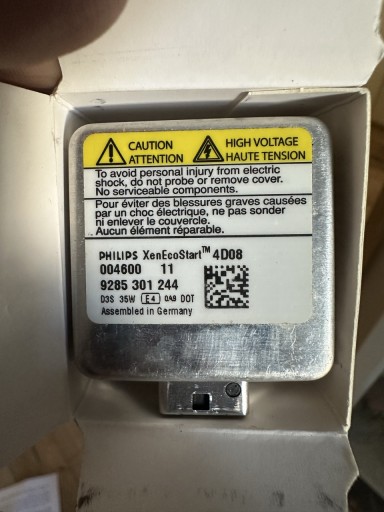 CAUTION
ATTENTION
HIGH VOLTAGE
HAUTE TENSION
To avoid personal injury from electric
shock, do not probe or remove cover.
No serviceable components.
Pour éviter des blessures graves causées
par un choc électrique, ne pas sonder
ni enlever le couvercle.
Aucun élément réparable.
PHILIPS XenEcoStart™ 4D08
004600 11
9285 301 244
D3S 35W E4 0A9 DOT
Assembled in Germany